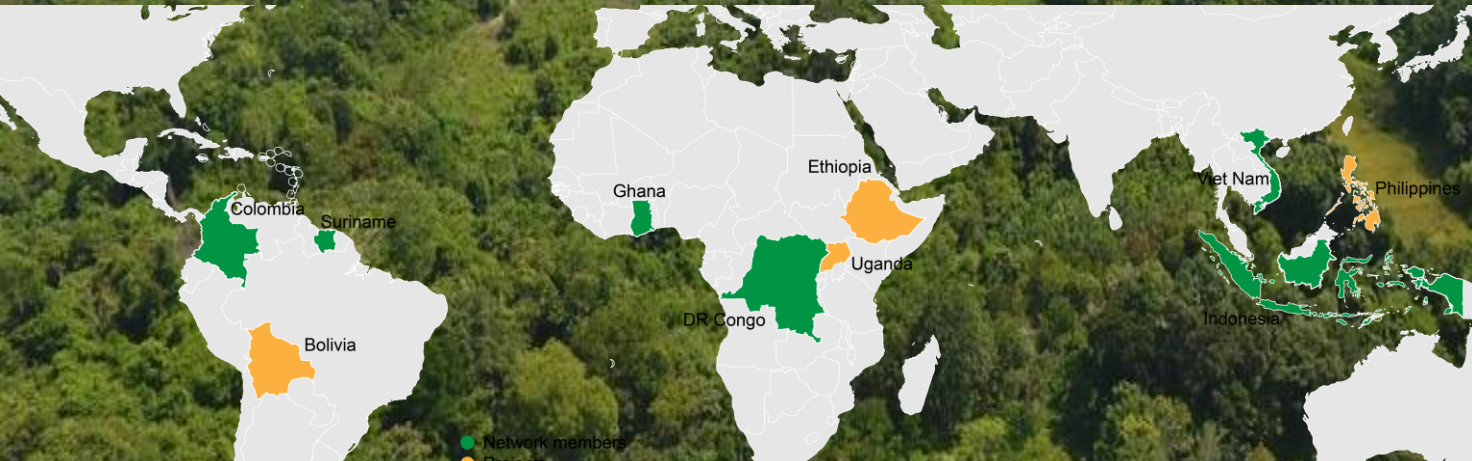 Ethiopia
Viet Nam
Philippines
Ghana
Colombia
Suriname
Uganda
DR Congo
Indonesia
Bolivia
Network members